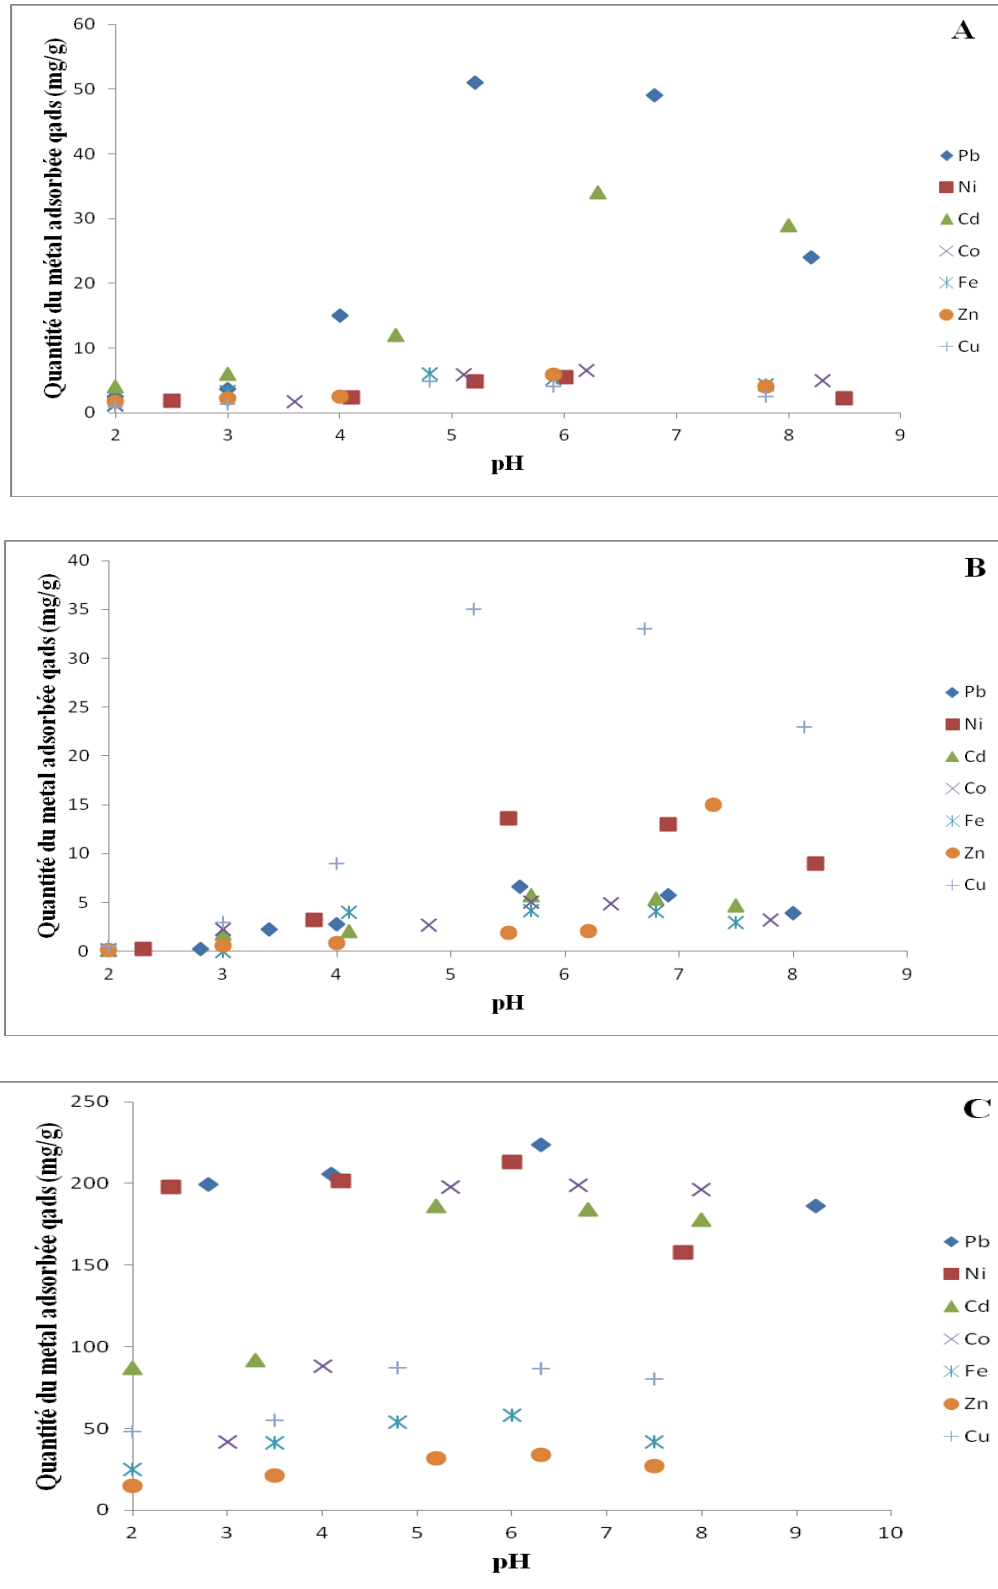 A
Quantité du métal adsorbée qads (mg/g)
60
50
40
30
20
10
0
2 3 4 5 6 7 8 9
pH
Pb
Ni
Cd
Co
Fe
Zn
Cu
B
Quantité du metal adsorbée qads (mg/g)
40
35
30
25
20
15
10
5
0
2 3 4 5 6 7 8 9
pH
Pb
Ni
Cd
Co
Fe
Zn
Cu
C
Quantité du metal adsorbée qads (mg/g)
250
200
150
100
50
0
2 3 4 5 6 7 8 9 10
pH
Pb
Ni
Cd
Co
Fe
Zn
Cu